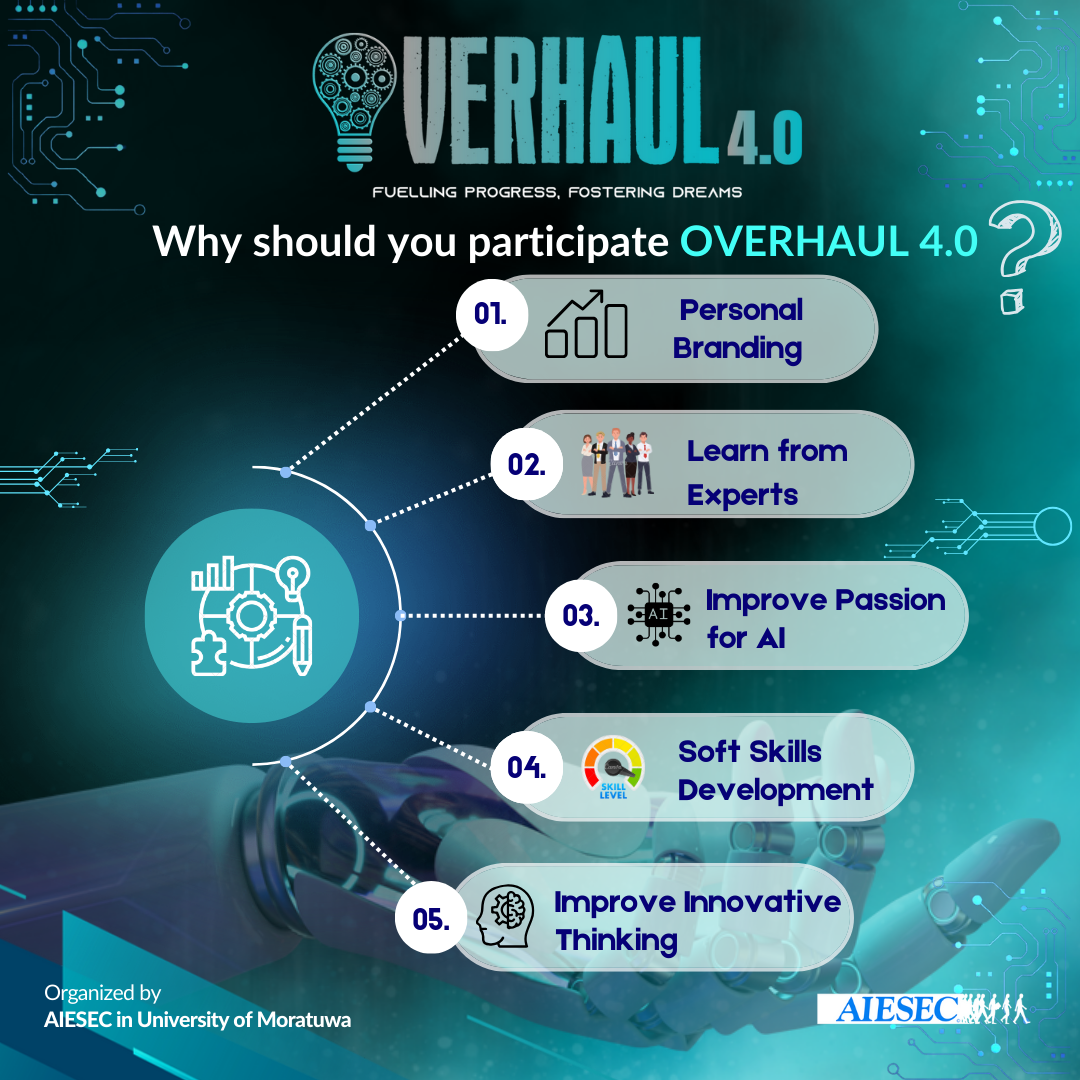 OVERHAUL 4.0
FUELLING PROGRESS, FOSTERING DREAMS
Why should you participate OVERHAUL 4.0 ?
01.
Personal
Branding
02.
Learn from
Experts
03.
AI
Improve Passion
for AI
04.
SKILL
LEVEL
Soft Skills
Development
05.
Improve Innovative
Thinking
Organized by
AIESEC in University of Moratuwa
AIESEC